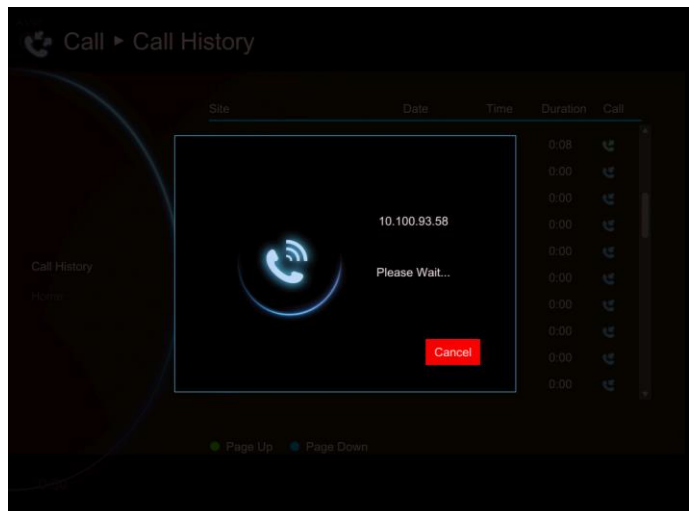 Call ▸ Call History
Site Date Time Duration Call
0:08
0:00
0:00
0:00
0:00
0:00
0:00
0:00
0:00
0:00
10.100.93.58
Please Wait...
Cancel
Call History
Home
Page Up Page Down